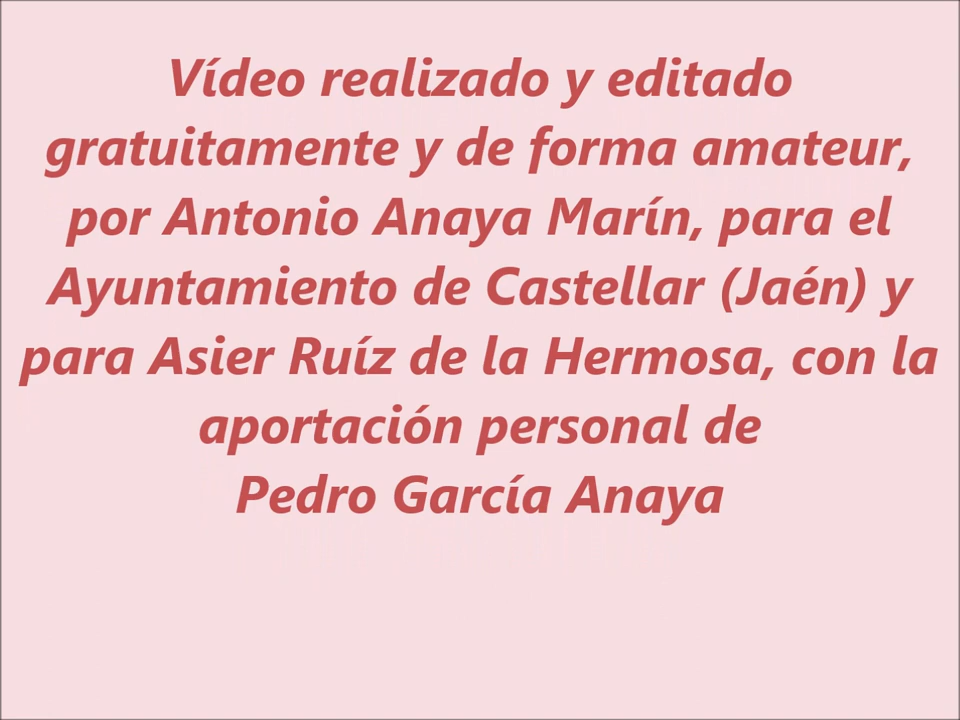 Vídeo realizado y editado
gratuitamente y de forma amateur,
por Antonio Anaya Marín, para el
Ayuntamiento de Castellar (Jaén) y
para Asier Ruíz de la Hermosa, con la
aportación personal de
Pedro García Anaya